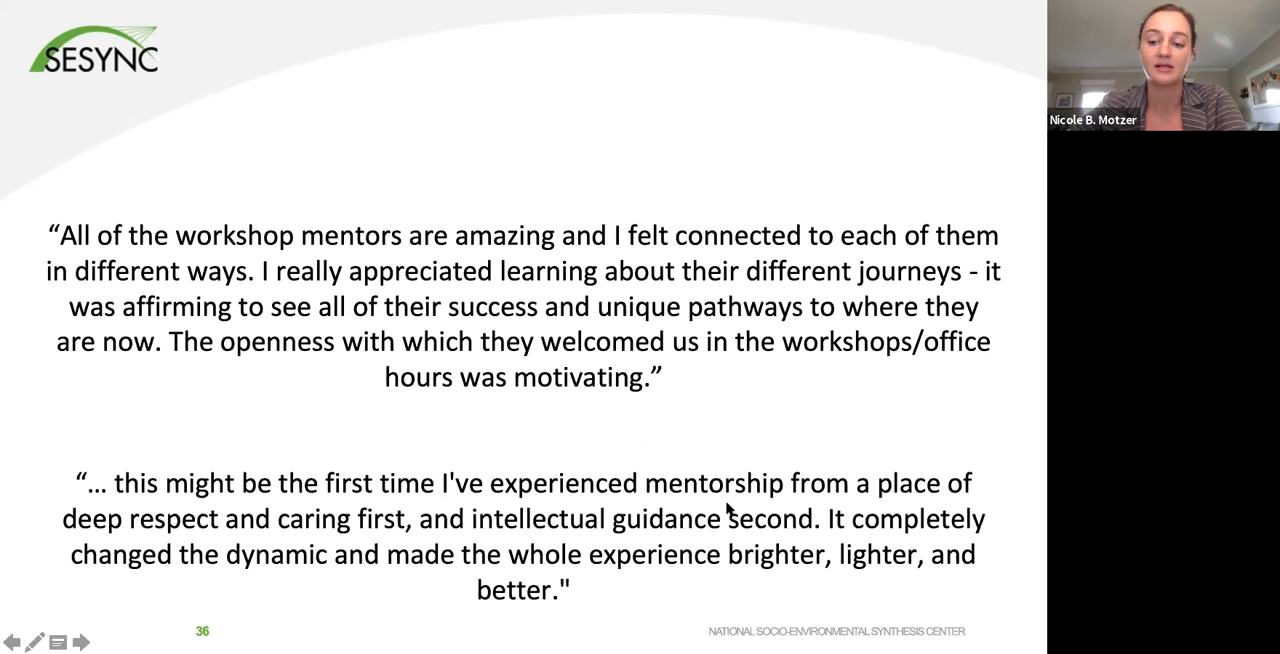 SESYNC
Nicole B. Motzer
“All of the workshop mentors are amazing and I felt connected to each of them
in different ways. I really appreciated learning about their different journeys - it
was affirming to see all of their success and unique pathways to where they
are now. The openness with which they welcomed us in the workshops/office
hours was motivating.”
“... this might be the first time I've experienced mentorship from a place of
deep respect and caring first, and intellectual guidance second. It completely
changed the dynamic and made the whole experience brighter, lighter, and
better."
36
NATIONAL SOCIO-ENVIRONMENTAL SYNTHESIS CENTER